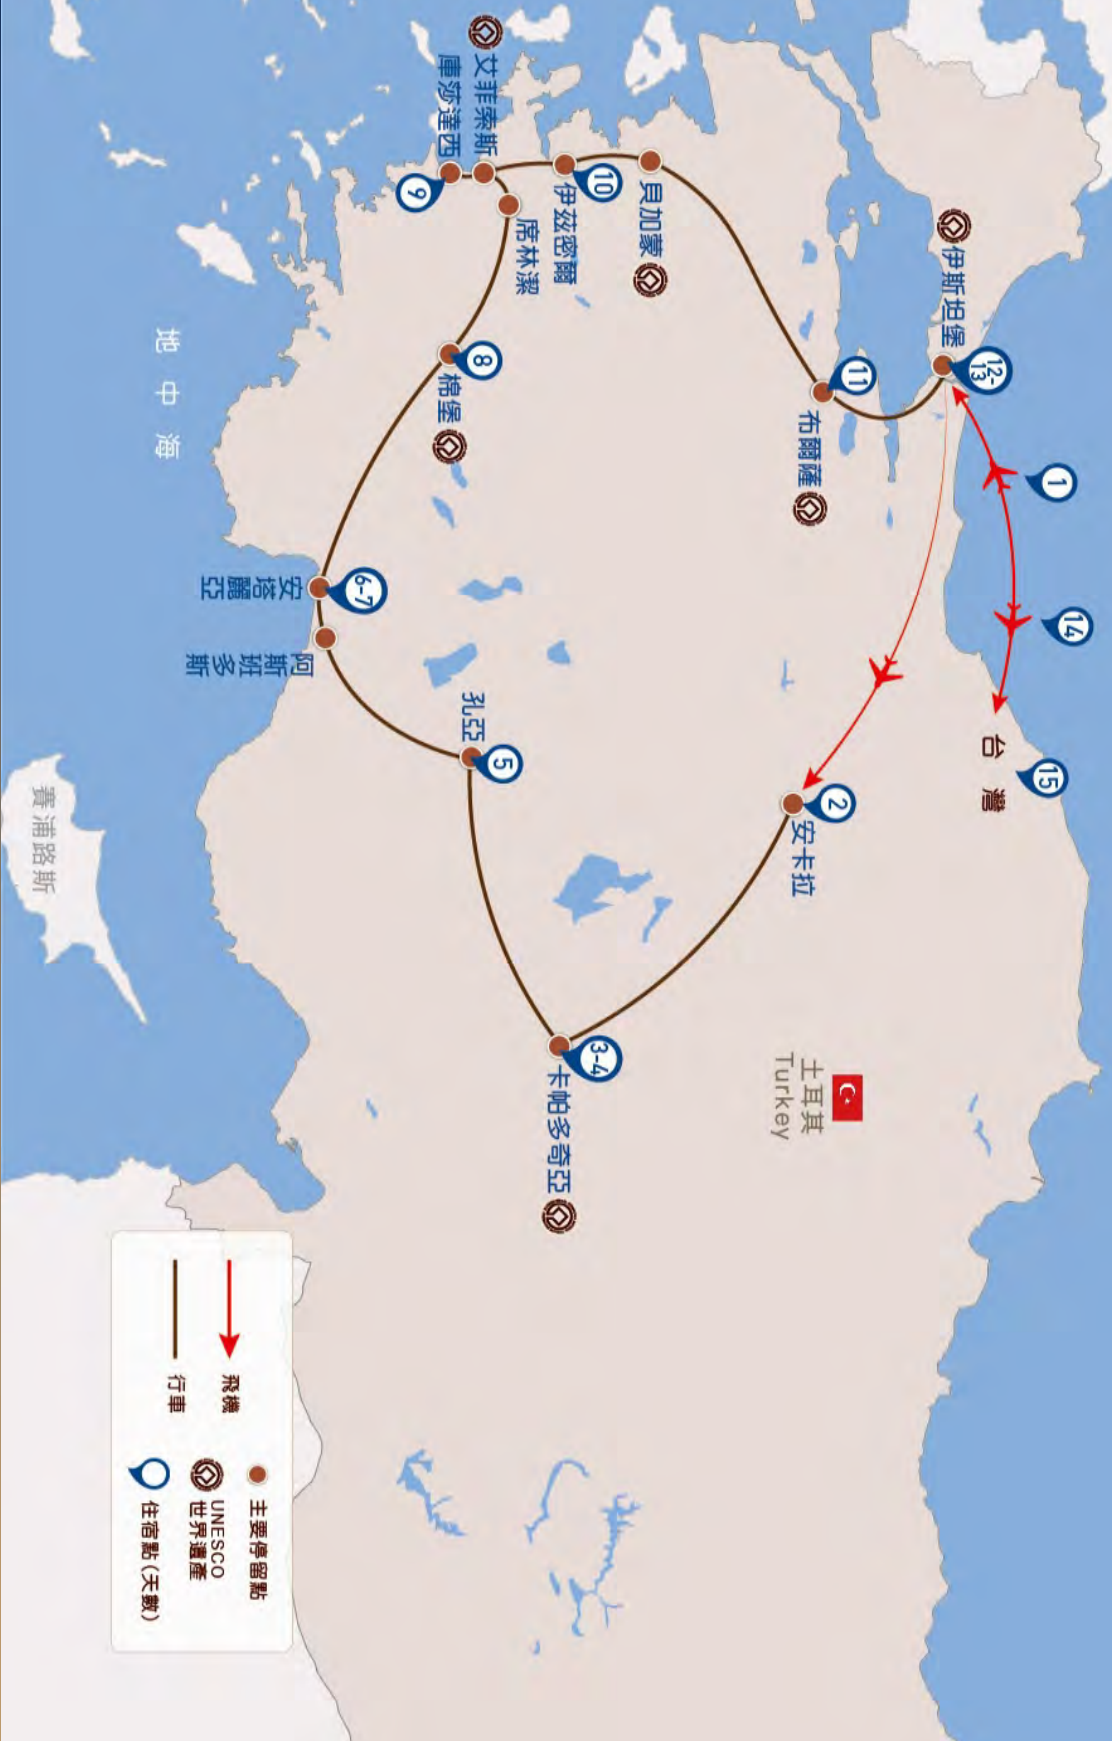 1
14
台灣
15
伊斯坦堡
12-
13
11
布爾薩
2
安卡拉
土耳其
Turkey
貝加蒙
10
伊茲密爾
艾菲索斯
庫莎達西
9
席林潔
8
棉堡
6-7
安塔麗亞
阿斯班多斯
孔亞
5
3-4
卡帕多奇亞
地中海
賽浦路斯
飛機
行車
主要停留點
UNESCO
世界遺產
住宿點(天數)